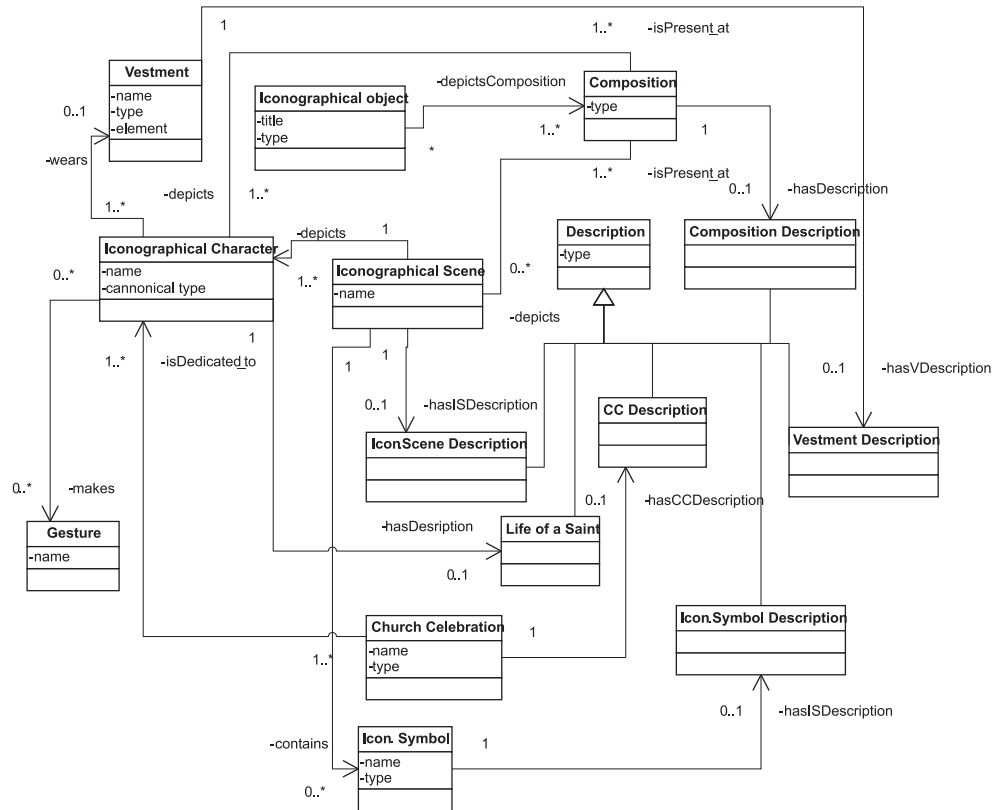 1
1..*
-isPresent_at
Vestment
-name
-type
-element
0..1
-wears
1..*
Iconographical object
-title
-type
*
-depictsComposition
1..*
Composition
-type
1
1..*
-isPresent_at
0..1
-hasDescription
-depicts
1..*
Iconographical Character
-name
-cannonical type
0..*
-depicts
1
1..*
Iconographical Scene
-name
0..*
-depicts
Description
-type
Composition Description
1
1..*
-isDedicated_to
1
1
0..1
-hasISDescription
Icon.Scene Description
CC Description
0..1
-hasVDescription
Vestment Description
0..*
-makes
Gesture
-name
-hasDesription
0..1
Life of a Saint
0..1
-hasCCDescription
Church Celebration
-name
-type
1..*
1
Icon.Symbol Description
0..1
-hasISDescription
-contains
0..*
Icon. Symbol
-name
-type
1